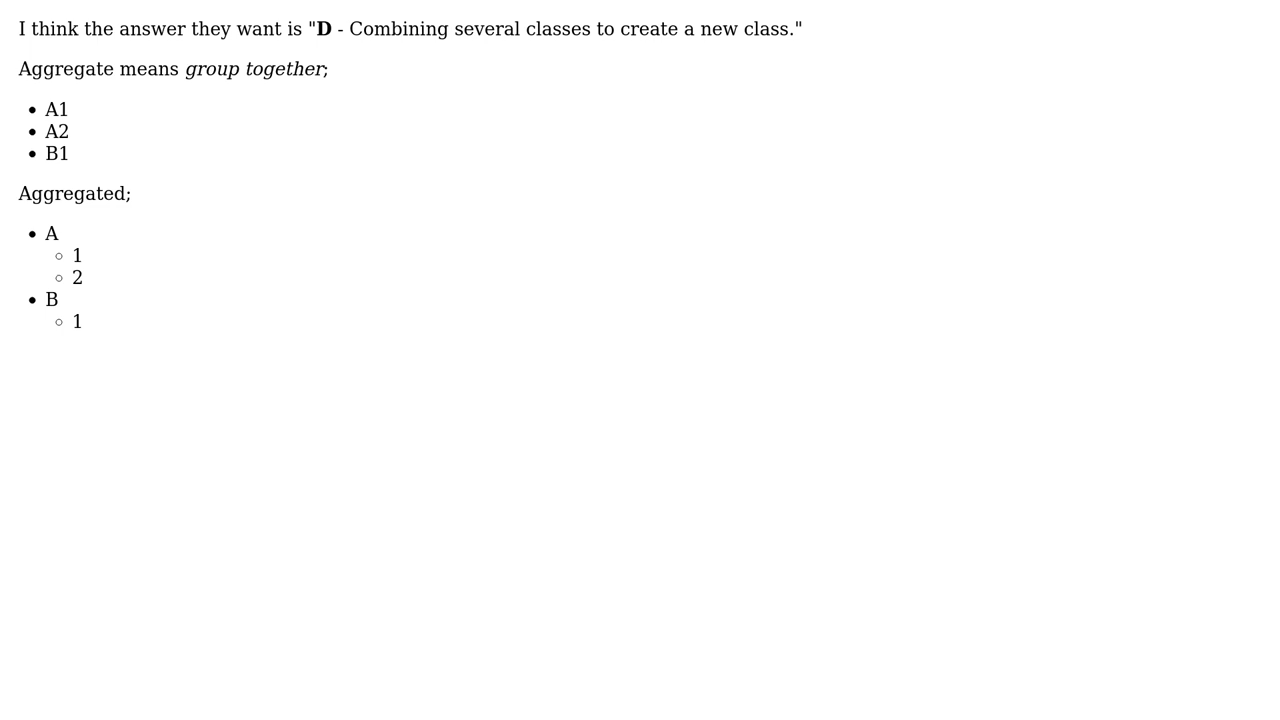 I think the answer they want is "D - Combining several classes to create a new class."
Aggregate means group together;
• A1
• A2
• B1
Aggregated;
• A
◦ 1
◦ 2
• B
◦ 1